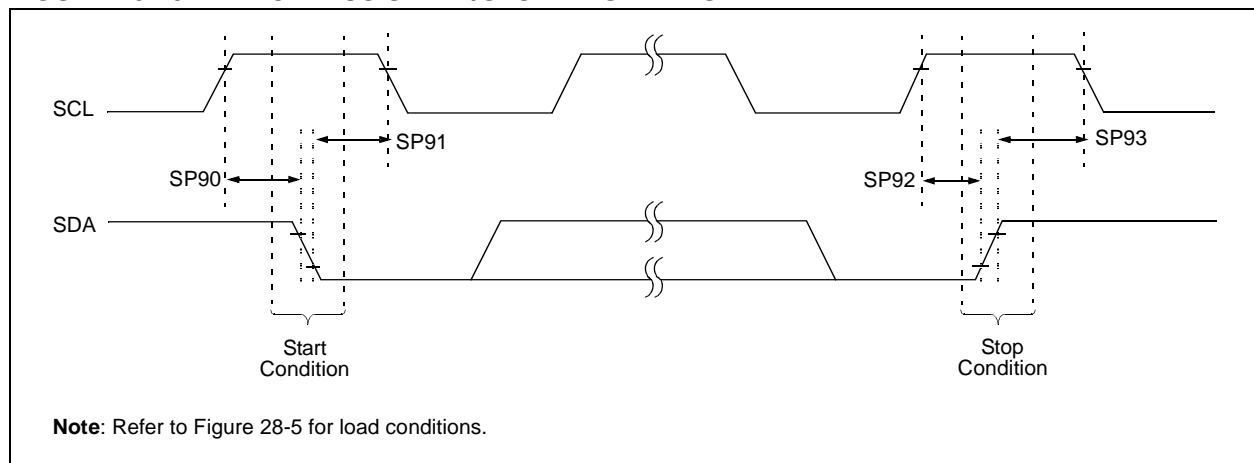 SCL
SP91
SP93
SP90
SP92
SDA
Start
Condition
Stop
Condition
Note: Refer to Figure 28-5 for load conditions.